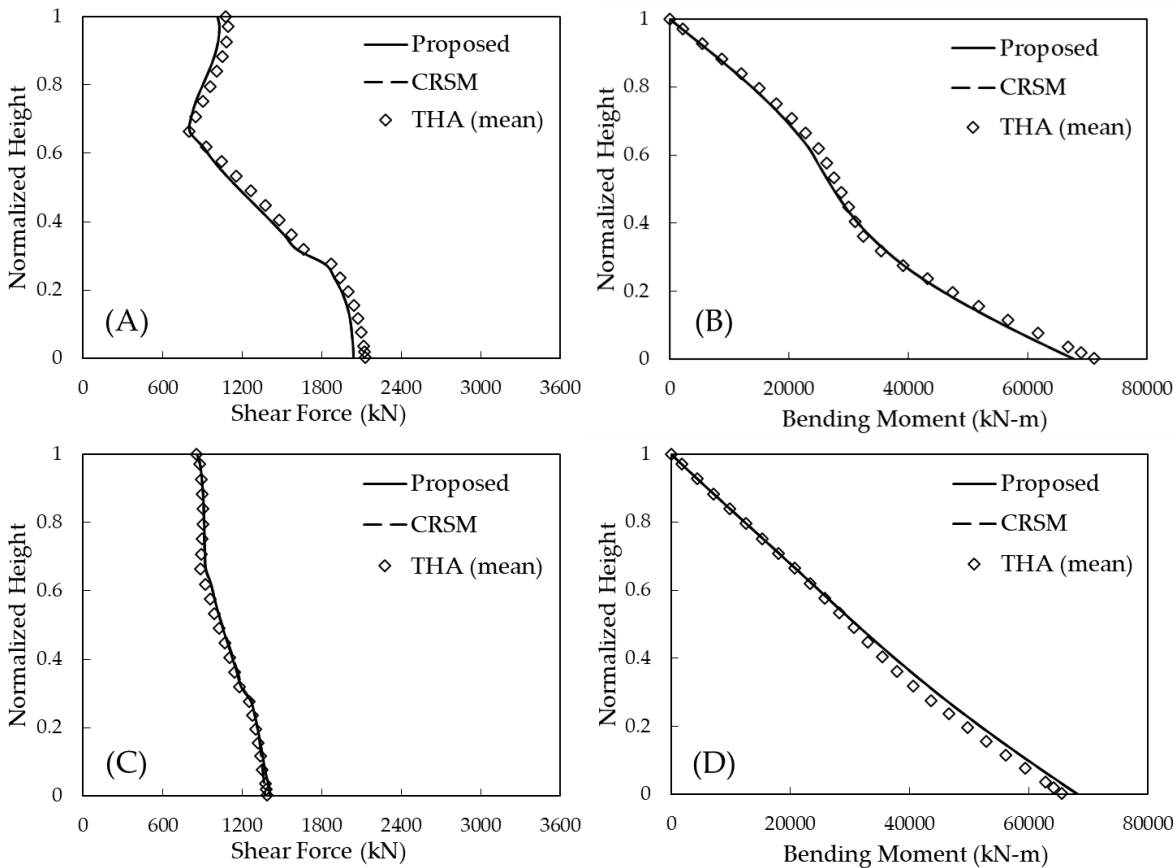 Normalized Height
1
0.8
0.6
0.4
0.2
0
Proposed
CRSM
THA (mean)
(A)
0 600 1200 1800 2400 3000 3600
Shear Force (kN)
Normalized Height
1
0.8
0.6
0.4
0.2
0
Proposed
CRSM
THA (mean)
(B)
0 20000 40000 60000 80000
Bending Moment (kN-m)
Normalized Height
1
0.8
0.6
0.4
0.2
0
Proposed
CRSM
THA (mean)
(C)
0 600 1200 1800 2400 3000 3600
Shear Force (kN)
Normalized Height
1
0.8
0.6
0.4
0.2
0
Proposed
CRSM
THA (mean)
(D)
0 20000 40000 60000 80000
Bending Moment (kN-m)